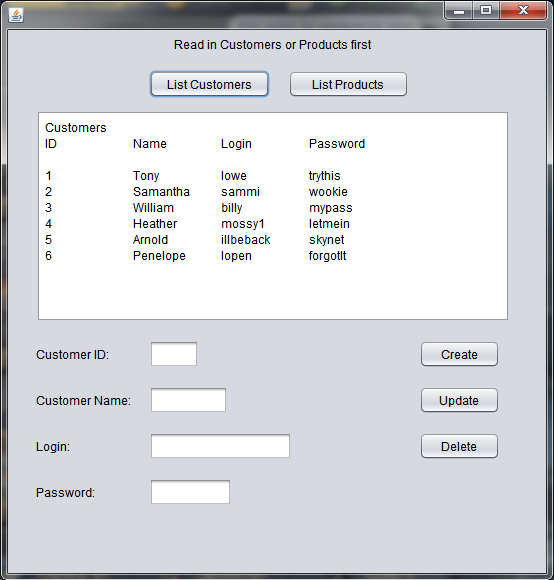 Read in Customers or Products first
List Customers List Products
Customers
ID Name Login Password
1 Tony lowe trythis
2 Samantha sammi wookie
3 William billy mypass
4 Heather mossy1 letmein
5 Arnold illbeback skynet
6 Penelope lopen forgotIt
Customer ID: Create
Customer Name: Update
Login: Delete
Password: